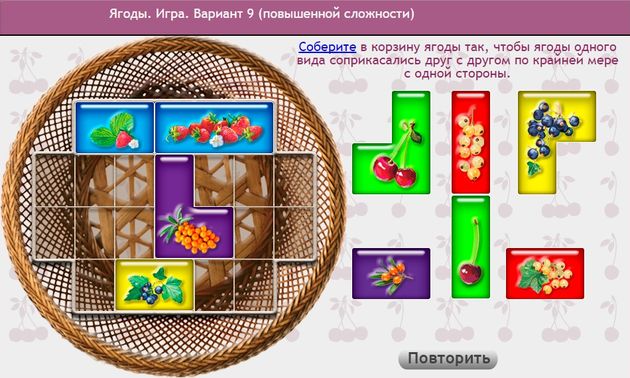 Ягоды. Игра. Вариант 9 (повышенной сложности)
Соберите в корзину ягоды так, чтобы ягоды одного
вида соприкасались друг с другом по крайней мере
с одной стороны.
Повторить